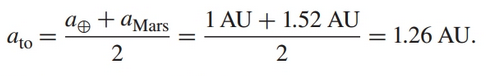 a_to = (a_⊕ + a_Mars)/2 = (1 AU + 1.52 AU)/2 = 1.26 AU.